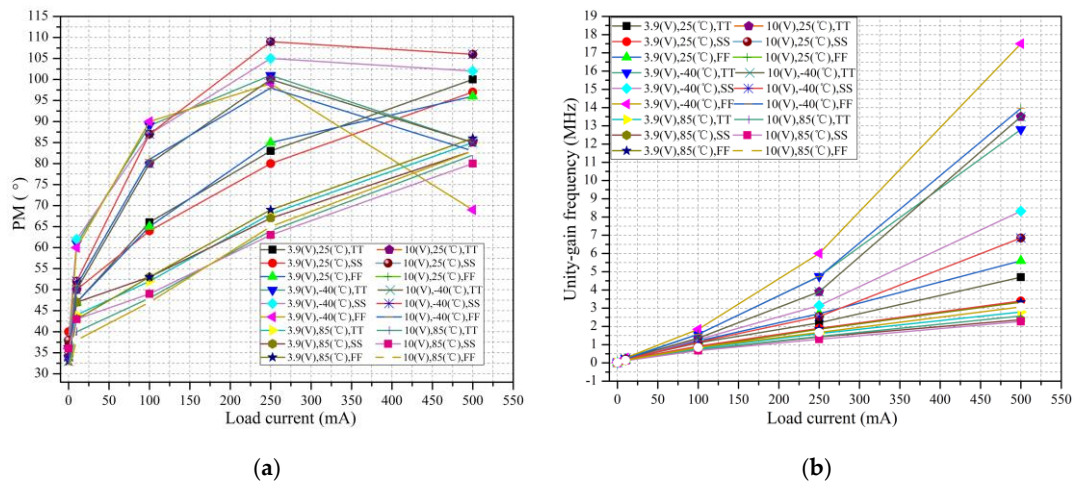 115
110
105
100
95
90
85
80
75
70
65
60
55
50
45
40
35
30
PM (°)
3.9(V),25(℃),TT 10(V),25(℃),TT
3.9(V),25(℃),SS 10(V),25(℃),SS
3.9(V),25(℃),FF 10(V),25(℃),FF
3.9(V),-40(℃),TT 10(V),-40(℃),TT
3.9(V),-40(℃),SS 10(V),-40(℃),SS
3.9(V),-40(℃),FF 10(V),-40(℃),FF
3.9(V),85(℃),TT 10(V),85(℃),TT
3.9(V),85(℃),SS 10(V),85(℃),SS
3.9(V),85(℃),FF 10(V),85(℃),FF
0 50 100 150 200 250 300 350 400 450 500 550
Load current (mA)
(a)
19
18
17
16
15
14
13
12
11
10
9
8
7
6
5
4
3
2
1
0
-1
Unity-gain frequency (MHz)
3.9(V),25(℃),TT 10(V),25(℃),TT
3.9(V),25(℃),SS 10(V),25(℃),SS
3.9(V),25(℃),FF 10(V),25(℃),FF
3.9(V),-40(℃),TT 10(V),-40(℃),TT
3.9(V),-40(℃),SS 10(V),-40(℃),SS
3.9(V),-40(℃),FF 10(V),-40(℃),FF
3.9(V),85(℃),TT 10(V),85(℃),TT
3.9(V),85(℃),SS 10(V),85(℃),SS
3.9(V),85(℃),FF 10(V),85(℃),FF
0 50 100 150 200 250 300 350 400 450 500 550
Load current (mA)
(b)